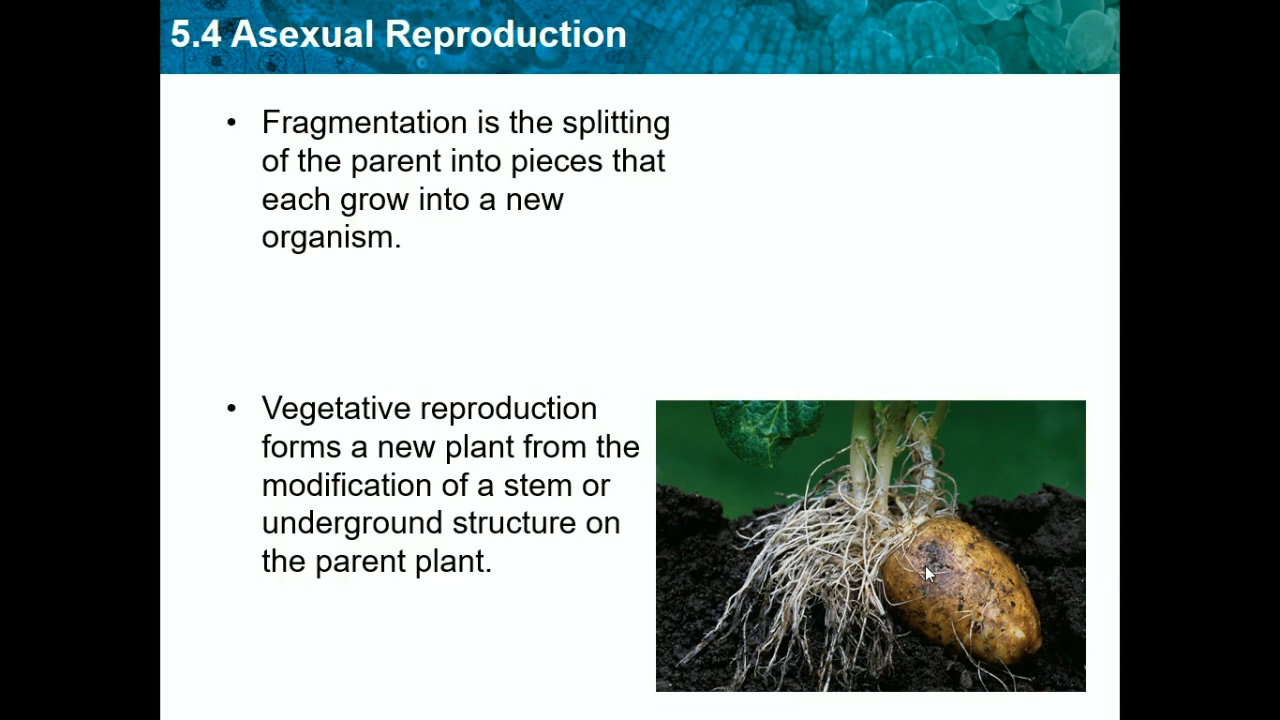 5.4 Asexual Reproduction
• Fragmentation is the splitting
of the parent into pieces that
each grow into a new
organism.
• Vegetative reproduction
forms a new plant from the
modification of a stem or
underground structure on
the parent plant.